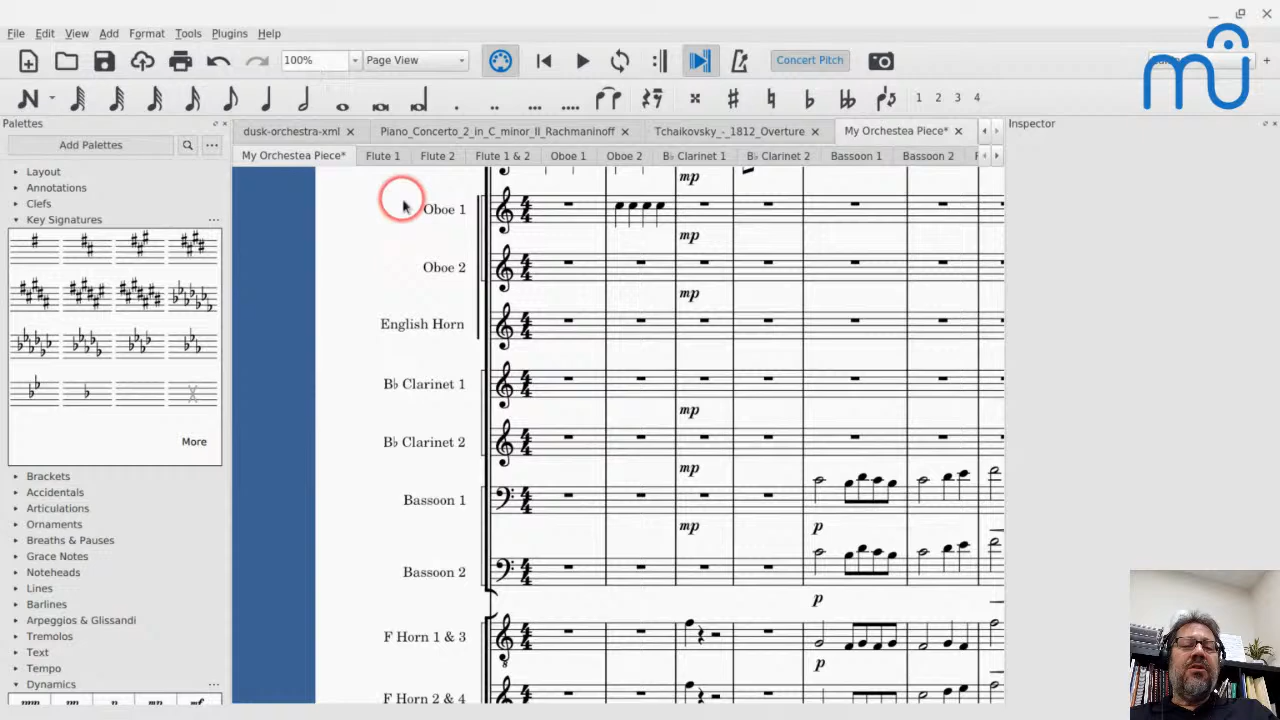 File Edit View Add Format Tools Plugins Help
100% Page View Concert Pitch
1 2 3 4
Palettes
Add Palettes
Layout
Annotations
Clefs
Key Signatures
More
Brackets
Accidentals
Articulations
Ornaments
Breaths & Pauses
Grace Notes
Noteheads
Lines
Barlines
Arpeggios & Glissandi
Tremolos
Text
Tempo
Dynamics
dusk-orchestra-xml Piano_Concerto_2_in_C_minor_II_Rachmaninoff Tchaikovsky_-_1812_Overture My Orchestea Piece*
My Orchestea Piece* Flute 1 Flute 2 Flute 1 & 2 Oboe 1 Oboe 2 B♭ Clarinet 1 B♭ Clarinet 2 Bassoon 1 Bassoon 2
mp
Oboe 1
mp
Oboe 2
mp
English Horn
B♭ Clarinet 1
mp
B♭ Clarinet 2
mp
Bassoon 1
mp p
Bassoon 2
p
F Horn 1 & 3
p
F Horn 2 & 4
Inspector